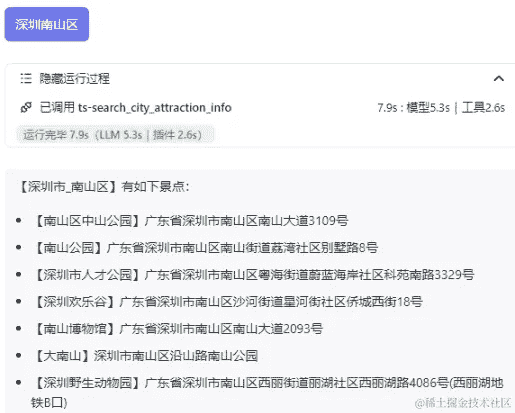 深圳南山区
隐藏运行过程
已调用 ts-search_city_attraction_info 7.9s : 模型5.3s | 工具2.6s
运行完毕 7.9s（LLM 5.3s | 插件 2.6s）
【深圳市_南山区】有如下景点：
【南山区中山公园】广东省深圳市南山区南山大道3109号
【南山公园】广东省深圳市南山区南山街道荔湾社区别墅路8号
【深圳市人才公园】广东省深圳市南山区粤海街道蔚蓝海岸社区科苑南路3329号
【深圳欢乐谷】广东省深圳市南山区沙河街道星河街社区侨城西街18号
【南山博物馆】广东省深圳市南山区南山大道2093号
【大南山】深圳市南山区沿山路南山公园
【深圳野生动物园】广东省深圳市南山区西丽街道丽湖社区西丽湖路4086号(西丽湖地
铁B口)
@稀土掘金技术社区